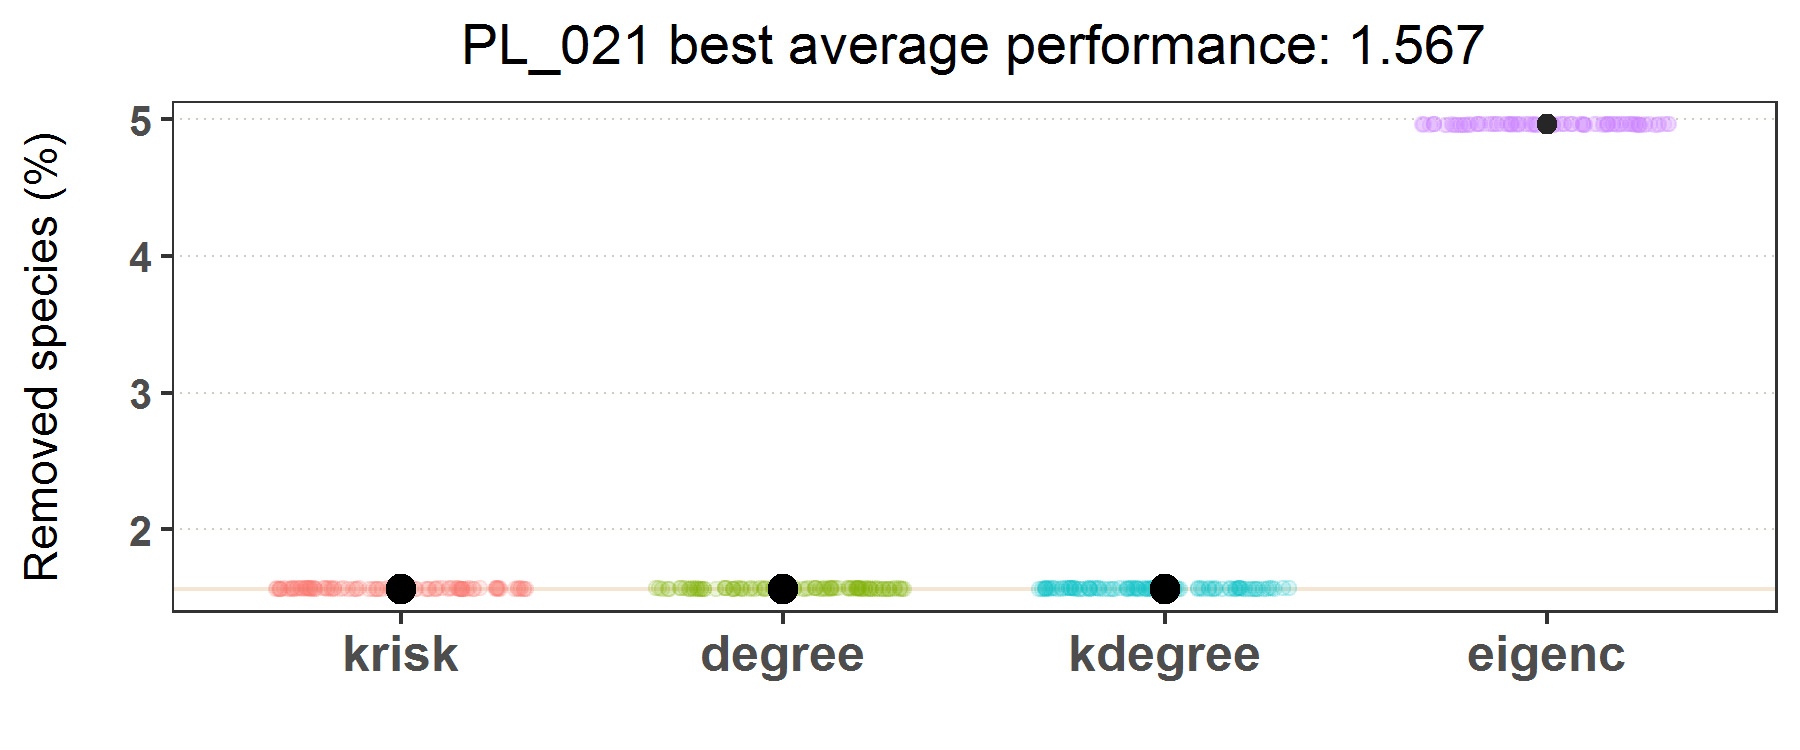 PL_021 best average performance: 1.567
Removed species (%)
5
4
3
2
krisk degree kdegree eigenc